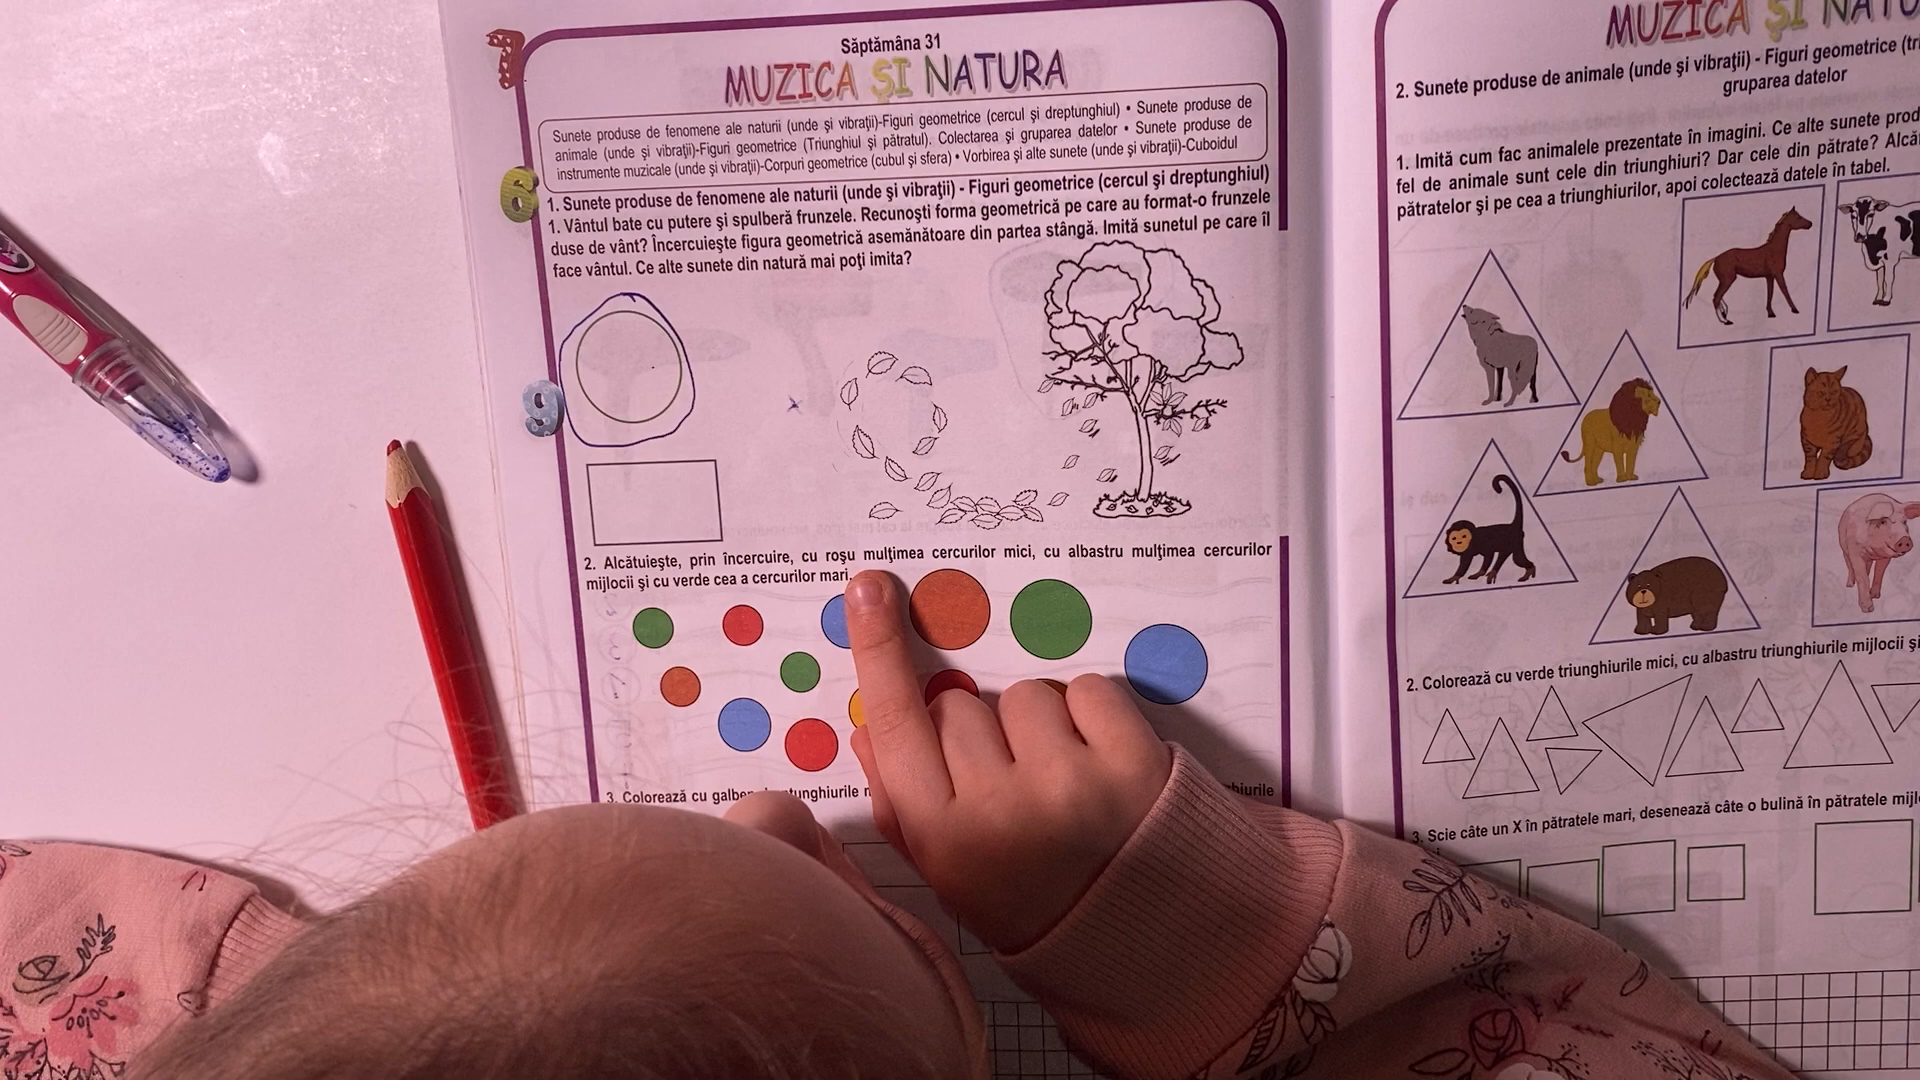 7
Săptămâna 31
MUZICA ŞI NATURA
Sunete produse de fenomene ale naturii (unde şi vibraţii)-Figuri geometrice (cercul şi dreptunghiul) • Sunete produse de
animale (unde şi vibraţii)-Figuri geometrice (Triunghiul şi pătratul). Colectarea şi gruparea datelor • Sunete produse de
instrumente muzicale (unde şi vibraţii)-Corpuri geometrice (cubul şi sfera) • Vorbirea şi alte sunete (unde şi vibraţii)-Cuboidul
6
1. Sunete produse de fenomene ale naturii (unde şi vibraţii) - Figuri geometrice (cercul şi dreptunghiul)
1. Vântul bate cu putere şi spulberă frunzele. Recunoşti forma geometrică pe care au format-o frunzele
duse de vânt? Încercuieşte figura geometrică asemănătoare din partea stângă. Imită sunetul pe care îl
face vântul. Ce alte sunete din natură mai poţi imita?
9
2. Alcătuieşte, prin încercuire, cu roşu mulţimea cercurilor mici, cu albastru mulţimea cercurilor
mijlocii şi cu verde cea a cercurilor mari.
3. Colorează cu
MUZICA ŞI
2. Sunete produse de animale (unde şi vibraţii) - Figuri geometrice
gruparea datelor
1. Imită cum fac animalele prezentate în imagini. Ce alte sunete
fel de animale sunt cele din triunghiuri? Dar cele din pătrate?
pătratelor şi pe cea a triunghiurilor, apoi colectează datele în tabel.
2. Colorează cu verde triunghiurile mici, cu albastru triunghiurile mijlocii şi
3. Scie câte un X în pătratele mari, desenează câte o bulină în pătratele